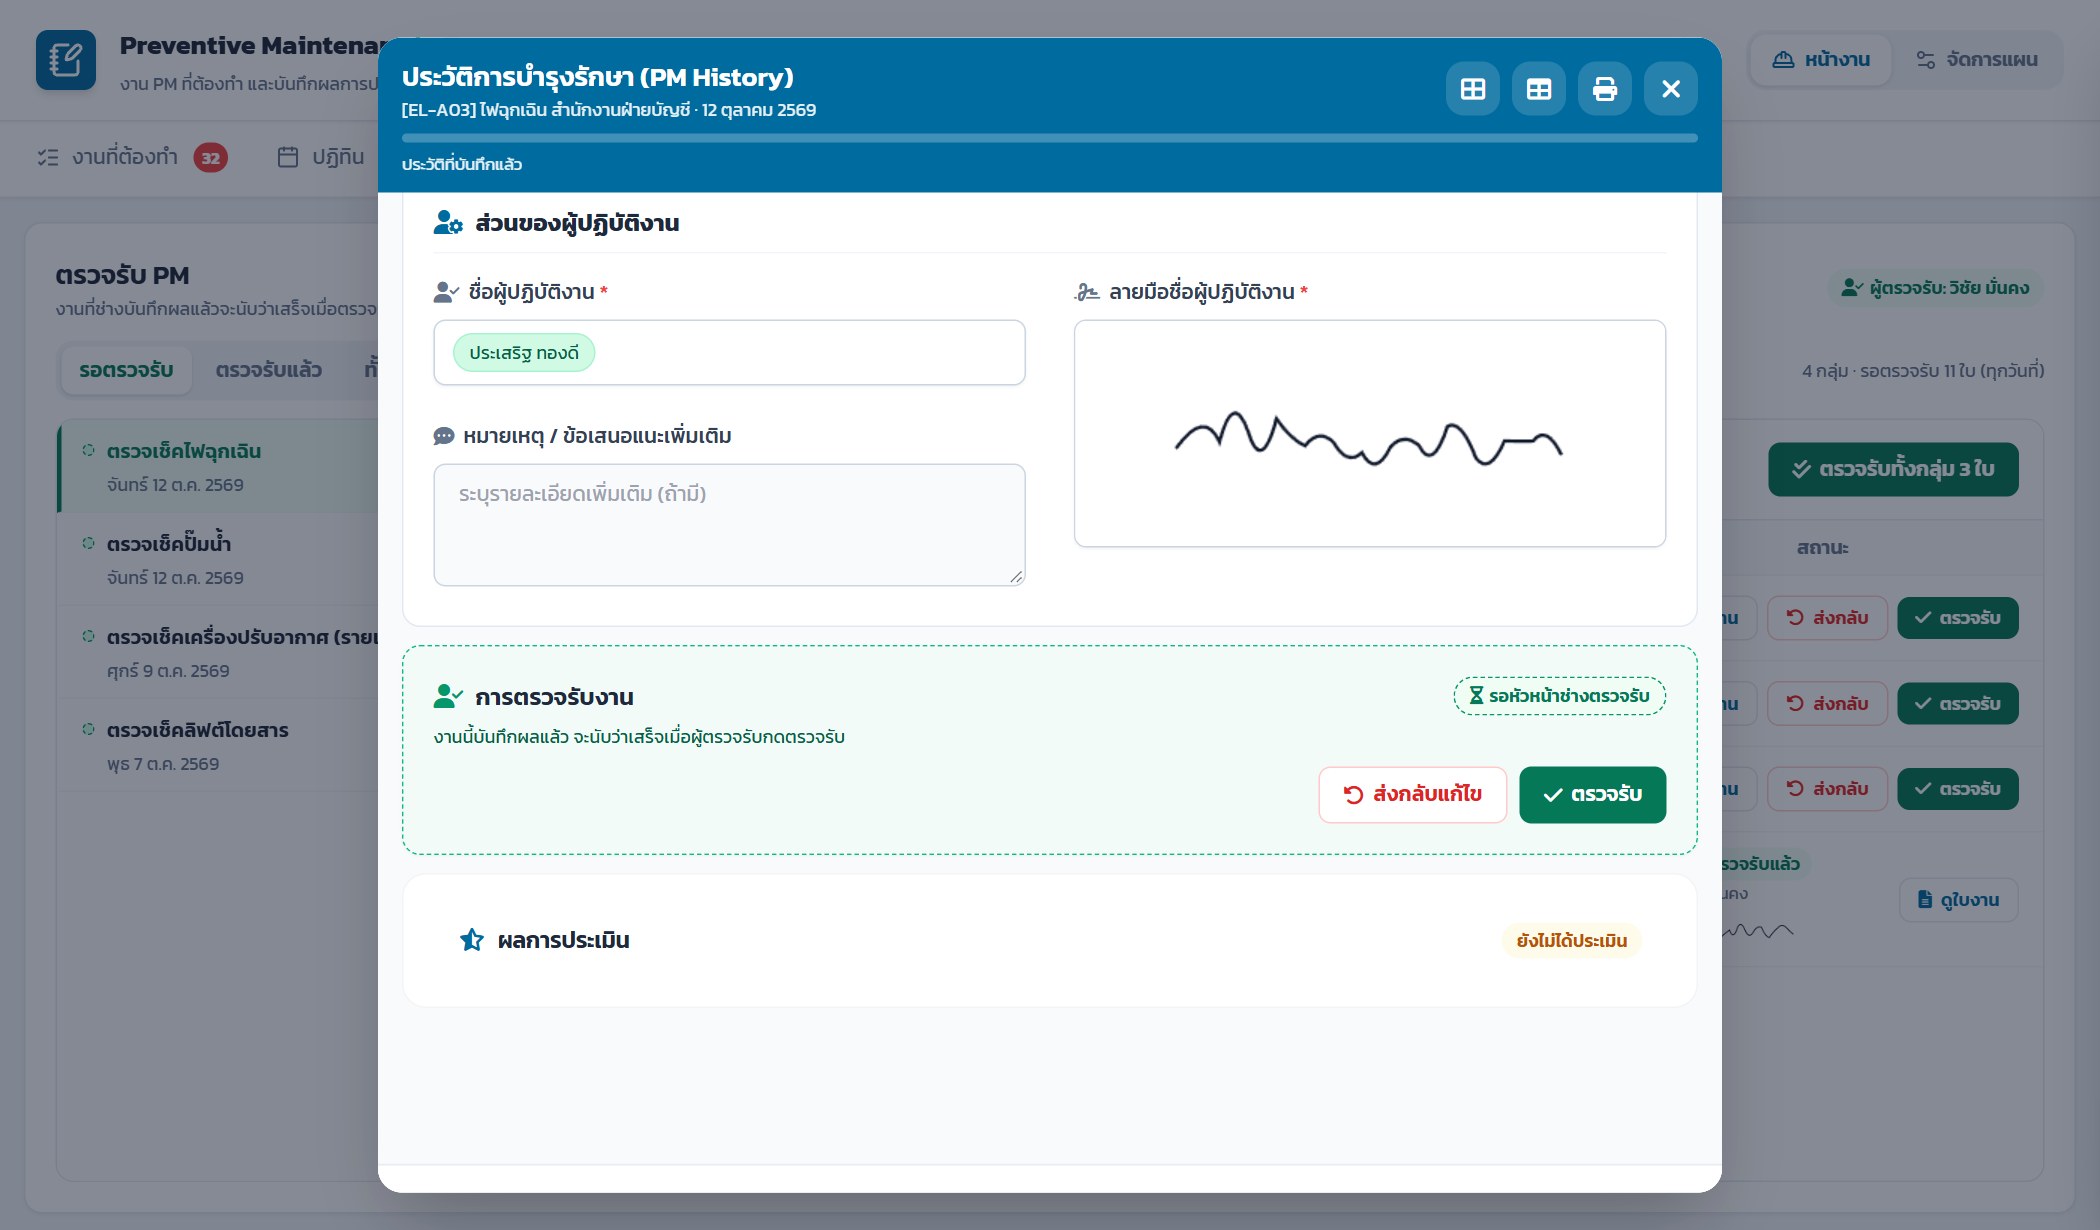 Preventive Maintenan
งาน PM ที่ต้องทำ และบันทึกผลการป
หน้างาน
จัดการแผน
งานที่ต้องทำ 32
ปฏิทิน
ประวัติการบำรุงรักษา (PM History)
[EL-A03] ไฟฉุกเฉิน สำนักงานฝ่ายบัญชี · 12 ตุลาคม 2569
ประวัติที่บันทึกแล้ว
ตรวจรับ PM
งานที่ช่างบันทึกผลแล้วจะนับว่าเสร็จเมื่อตรวจ
ผู้ตรวจรับ: วิชัย มั่นคง
รอตรวจรับ
ตรวจรับแล้ว
ทั้
4 กลุ่ม · รอตรวจรับ 11 ใบ (ทุกวันที่)
ตรวจเช็คไฟฉุกเฉิน
จันทร์ 12 ต.ค. 2569
ตรวจเช็คปั๊มน้ำ
จันทร์ 12 ต.ค. 2569
ตรวจเช็คเครื่องปรับอากาศ (รายเ
ศุกร์ 9 ต.ค. 2569
ตรวจเช็คลิฟต์โดยสาร
พุธ 7 ต.ค. 2569
ส่วนของผู้ปฏิบัติงาน
ชื่อผู้ปฏิบัติงาน *
ประเสริฐ ทองดี
ลายมือชื่อผู้ปฏิบัติงาน *
หมายเหตุ / ข้อเสนอแนะเพิ่มเติม
ระบุรายละเอียดเพิ่มเติม (ถ้ามี)
การตรวจรับงาน
รอหัวหน้าช่างตรวจรับ
งานนี้บันทึกผลแล้ว จะนับว่าเสร็จเมื่อผู้ตรวจรับกดตรวจรับ
ส่งกลับแก้ไข
ตรวจรับ
ผลการประเมิน
ยังไม่ได้ประเมิน
ตรวจรับทั้งกลุ่ม 3 ใบ
สถานะ
าน ส่งกลับ ตรวจรับ
าน ส่งกลับ ตรวจรับ
าน ส่งกลับ ตรวจรับ
รวจรับแล้ว
นคง
ดูใบงาน